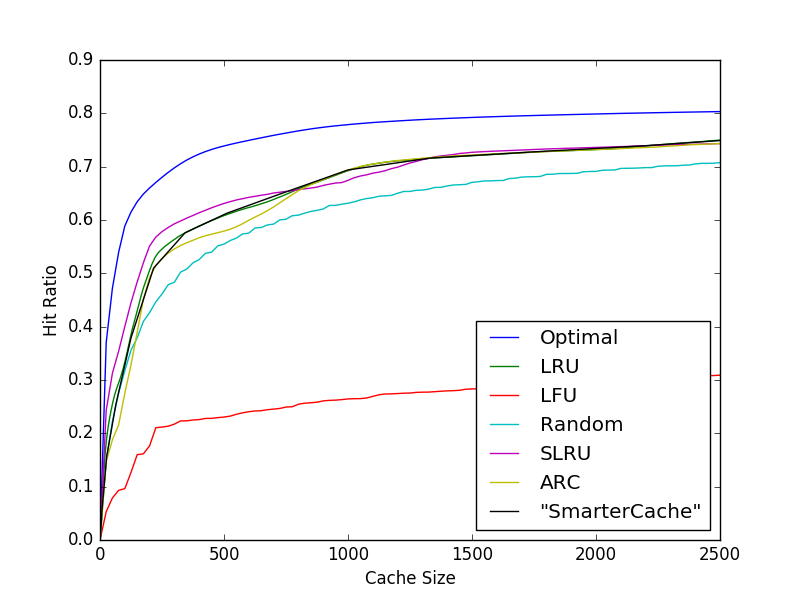 0.9
0.8
0.7
0.6
0.5
0.4
0.3
0.2
0.1
0.0
Hit Ratio
Optimal
LRU
LFU
Random
SLRU
ARC
"SmarterCache"
0 500 1000 1500 2000 2500
Cache Size